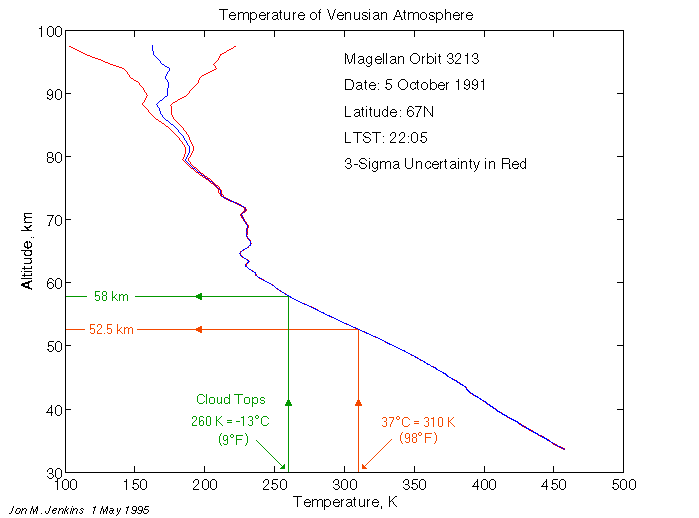 Temperature of Venusian Atmosphere
100
90
80
70
60
50
40
30
Altitude, km
Magellan Orbit 3213
Date: 5 October 1991
Latitude: 67N
LTST: 22:05
3-Sigma Uncertainty in Red
58 km
52.5 km
Cloud Tops
260 K = -13°C
(9°F)
37°C = 310 K
(98°F)
100 150 200 250 300 350 400 450 500
Temperature, K
Jon M. Jenkins 1 May 1995